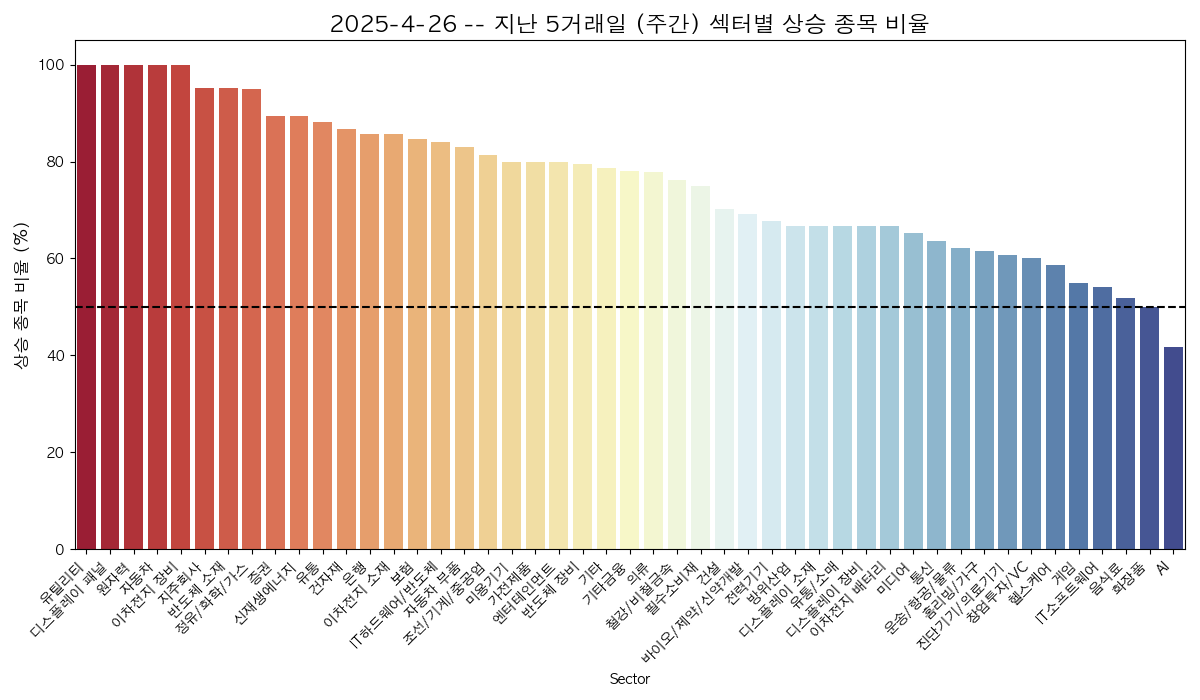 2025-4-26 -- 지난 5거래일 (주간) 섹터별 상승 종목 비율
상승 종목 비율 (%)
100
80
60
40
20
0
유틸리티
디스플레이 패널
원자력
자동차
이차전지 장비
지주회사
반도체 소재
정유/화학/가스
증권
신재생에너지
유통
건자재
은행
이차전지 소재
보험
IT하드웨어/반도체
자동차 부품
조선/기계/중공업
미용기기
가전제품
엔터테인먼트
반도체 장비
기타
기타금융
의류
철강/비철금속
필수소비재
건설
바이오/제약/신약개발
전력기기
방위산업
디스플레이 소재
유통/소매
디스플레이 장비
이차전지 배터리
미디어
통신
운송/항공/물류
홈리빙/가구
진단기기/의료기기
창업투자/VC
헬스케어
게임
IT소프트웨어
음식료
화장품
AI
Sector